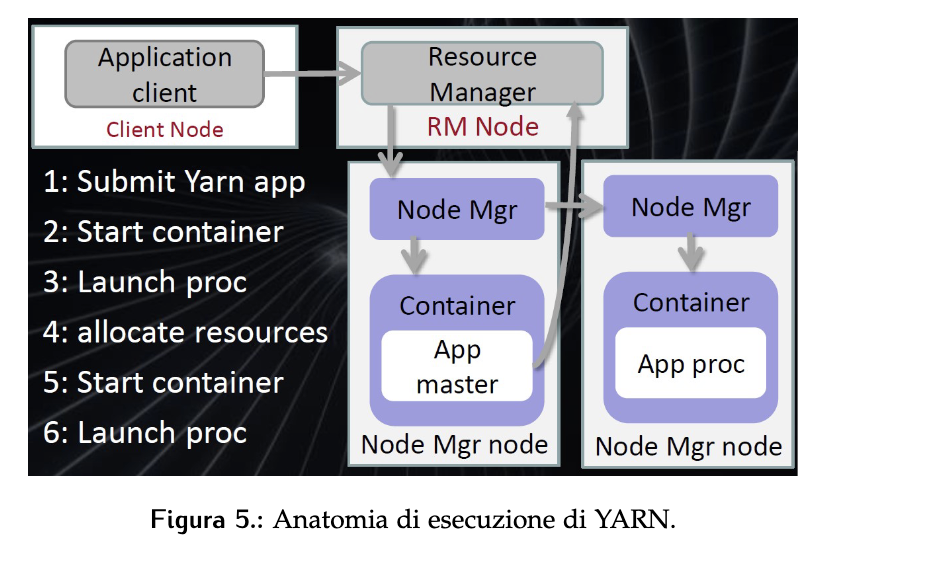 Application
client
Client Node
Resource
Manager
RM Node
1: Submit Yarn app
2: Start container
3: Launch proc
4: allocate resources
5: Start container
6: Launch proc
Node Mgr
Container
App
master
Node Mgr node
Node Mgr
Container
App proc
Node Mgr node
Figura 5.: Anatomia di esecuzione di YARN.